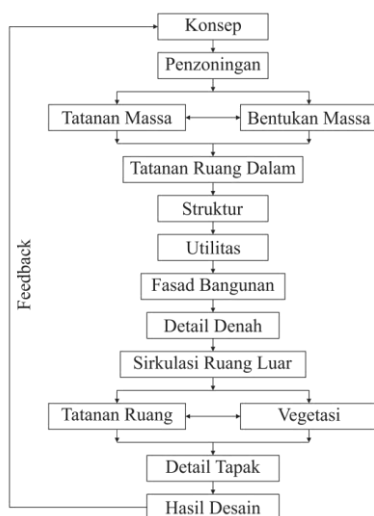 Konsep
Penzoningan
Tatanan Massa
Bentukan Massa
Tatanan Ruang Dalam
Struktur
Utilitas
Feedback
Fasad Bangunan
Detail Denah
Sirkulasi Ruang Luar
Tatanan Ruang
Vegetasi
Detail Tapak
Hasil Desain